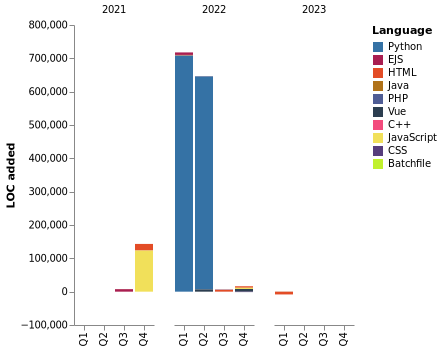 2021 2022 2023
LOC added
800,000
700,000
600,000
500,000
400,000
300,000
200,000
100,000
0
−100,000
Q1 Q2 Q3 Q4 Q1 Q2 Q3 Q4 Q1 Q2 Q3 Q4
Language
Python
EJS
HTML
Java
PHP
Vue
C++
JavaScript
CSS
Batchfile